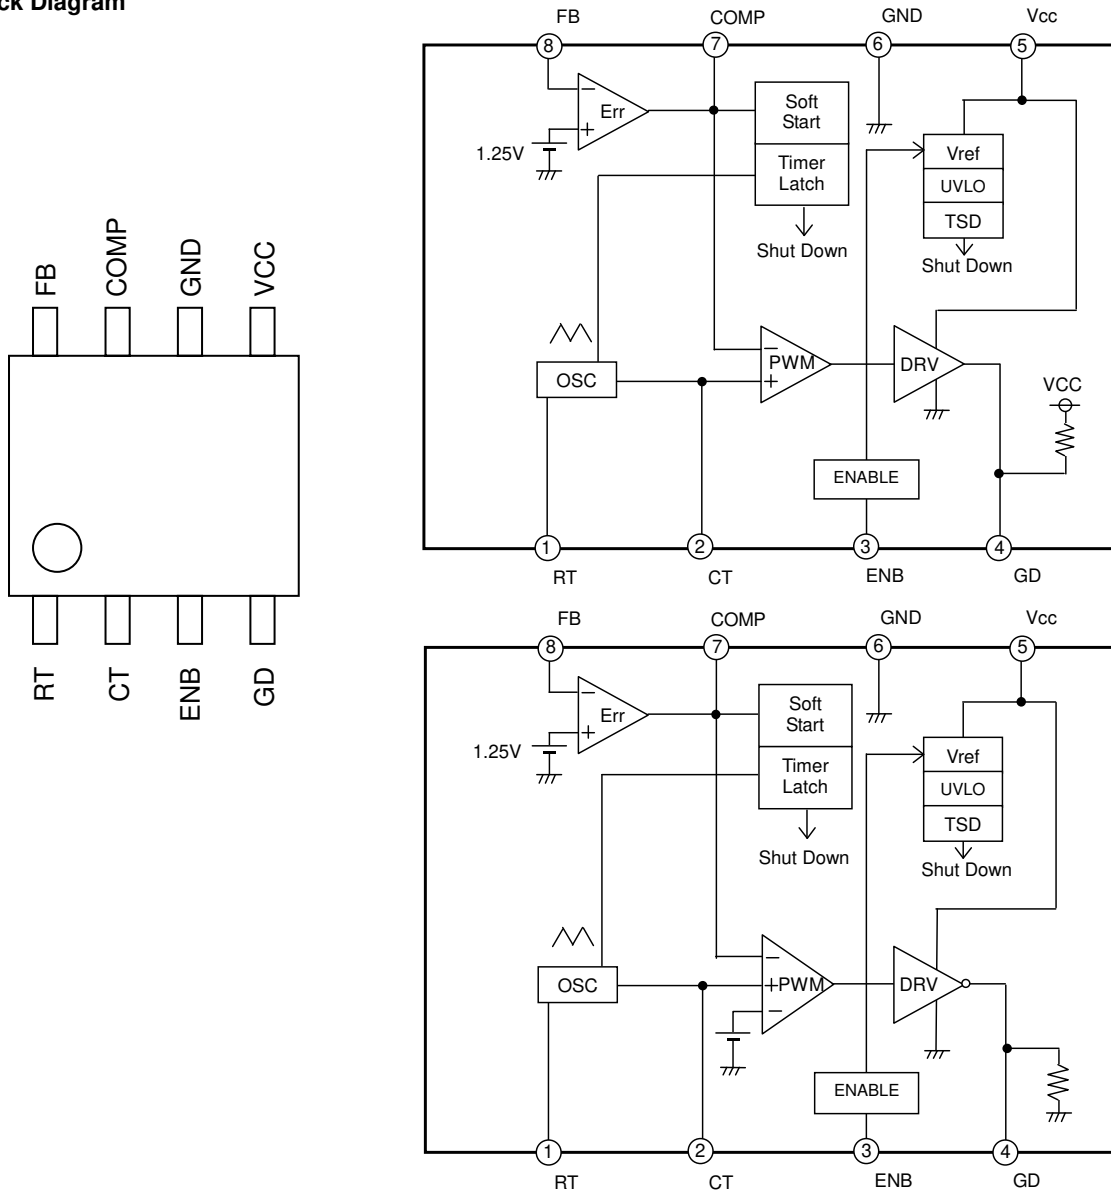 ck Diagram
FB COMP GND VCC
RT CT ENB GD
FB COMP GND Vcc
8 7 6 5
− Err +
1.25V
Soft Start
Timer Latch
Shut Down
Vref
UVLO
TSD
Shut Down
OSC
− PWM +
DRV
VCC
ENABLE
1 2 3 4
RT CT ENB GD
FB COMP GND Vcc
8 7 6 5
− Err +
1.25V
Soft Start
Timer Latch
Shut Down
Vref
UVLO
TSD
Shut Down
OSC
−
+PWM
−
DRV
ENABLE
1 2 3 4
RT CT ENB GD